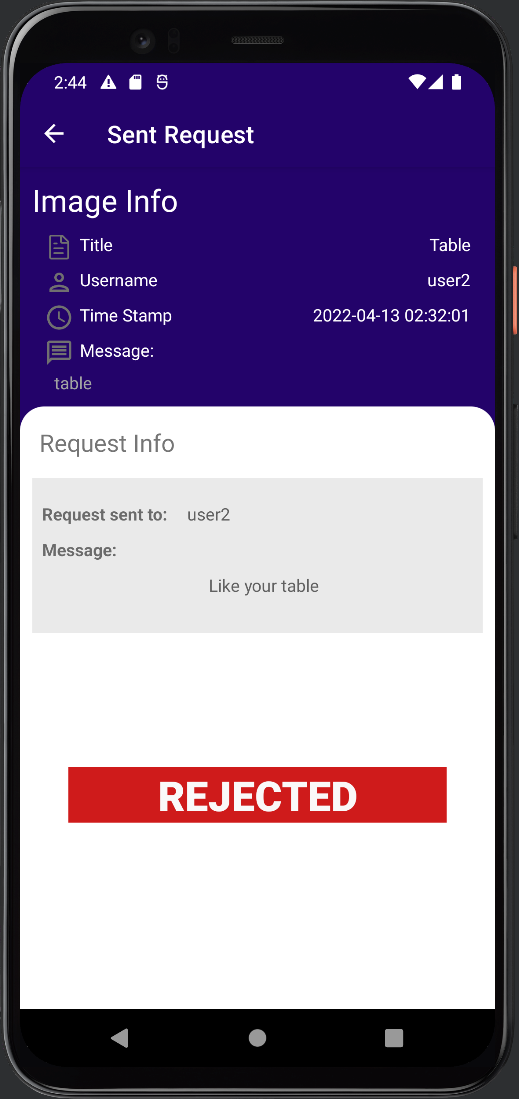 2:44
Sent Request
Image Info
Title Table
Username user2
Time Stamp 2022-04-13 02:32:01
Message:
table
Request Info
Request sent to: user2
Message:
Like your table
REJECTED